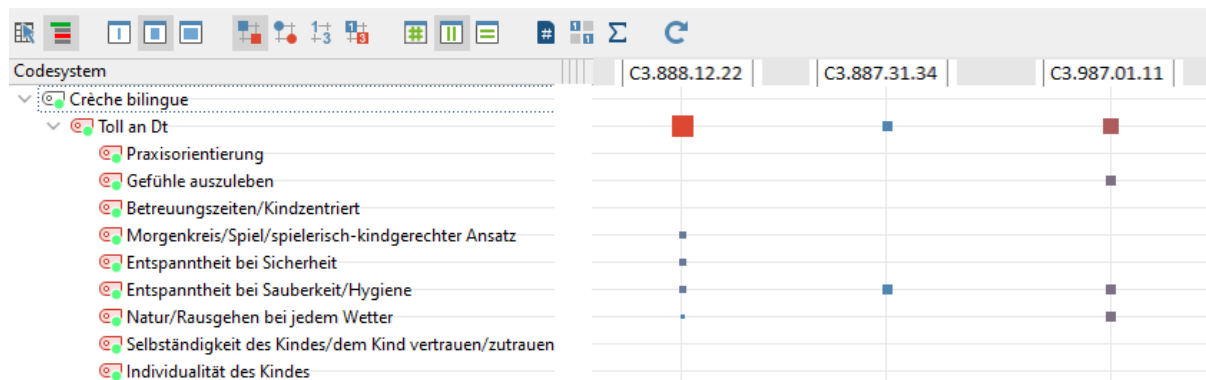 Codesystem C3.888.12.22 C3.887.31.34 C3.987.01.11
Crèche bilingue
Toll an Dt
Praxisorientierung
Gefühle auszuleben
Betreuungszeiten/Kindzentriert
Morgenkreis/Spiel/spielerisch-kindgerechter Ansatz
Entspanntheit bei Sicherheit
Entspanntheit bei Sauberkeit/Hygiene
Natur/Rausgehen bei jedem Wetter
Selbständigkeit des Kindes/dem Kind vertrauen/zutrauen
Individualität des Kindes